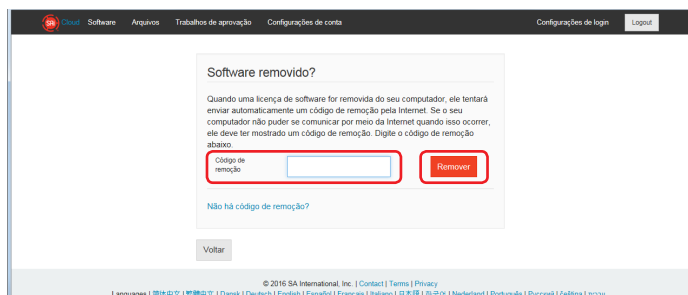 SAi Cloud Software Arquivos Trabalhos de aprovação Configurações de conta Configurações de login Logout
Software removido?
Quando uma licença de software for removida do seu computador, ele tentará
enviar automaticamente um código de remoção pela Internet. Se o seu
computador não puder se comunicar por meio da Internet quando isso ocorrer,
ele deve ter mostrado um código de remoção. Digite o código de remoção
abaixo.
Código de
remoção
Remover
Não há código de remoção?
Voltar
© 2016 SA International, Inc. | Contact | Terms | Privacy
Languages | 简体中文 | 繁體中文 | Dansk | Deutsch | English | Español | Français | Italiano | 日本語 | 한국어 | Nederland | Português | Русский | čeština | עברית